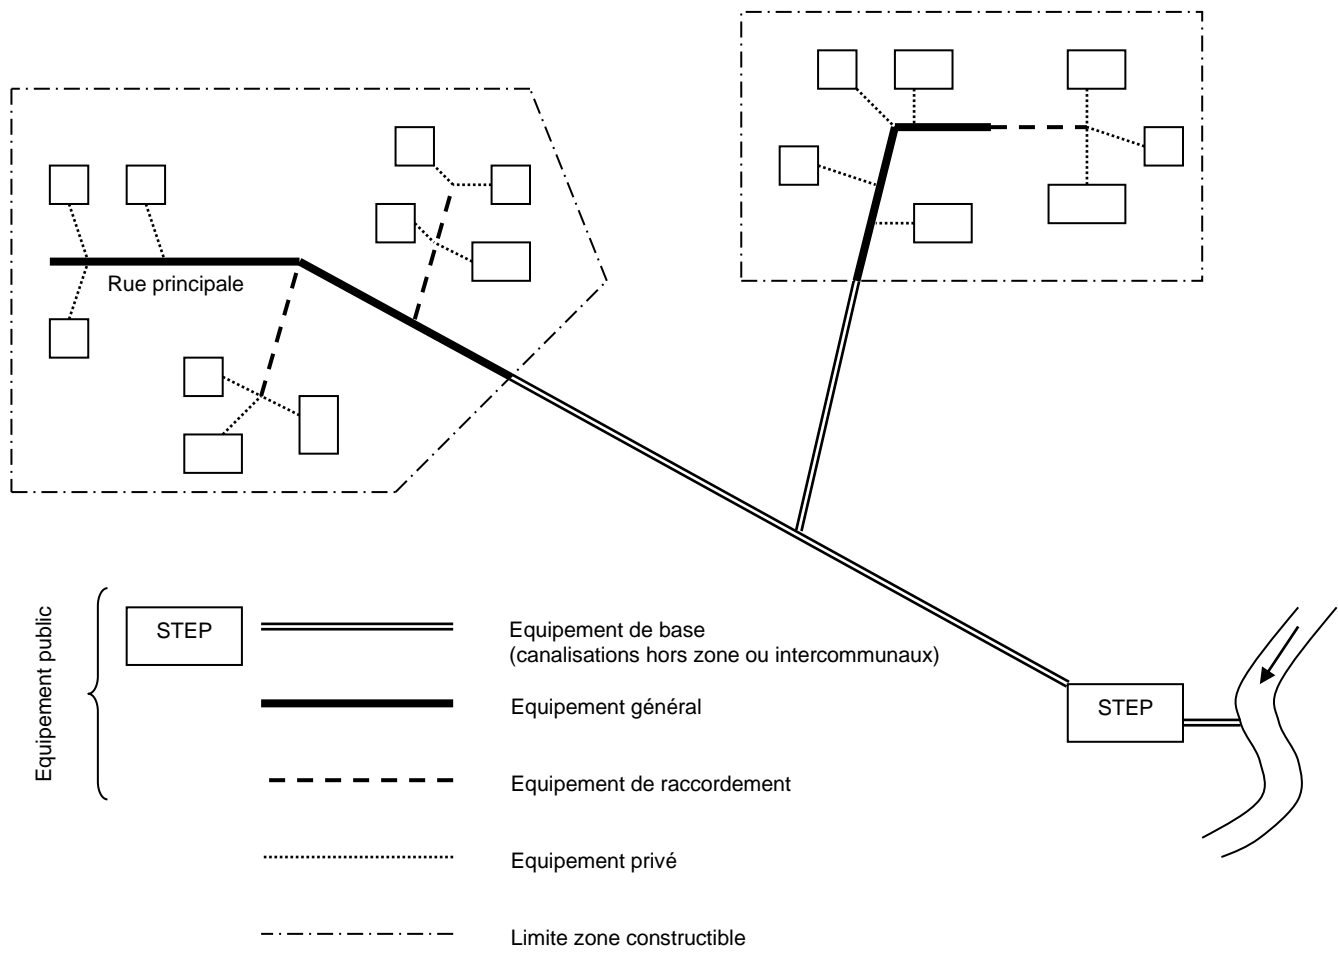 Rue principale
Equipement public
STEP
Equipement de base
(canalisations hors zone ou intercommunaux)
Equipement général
STEP
Equipement de raccordement
Equipement privé
Limite zone constructible